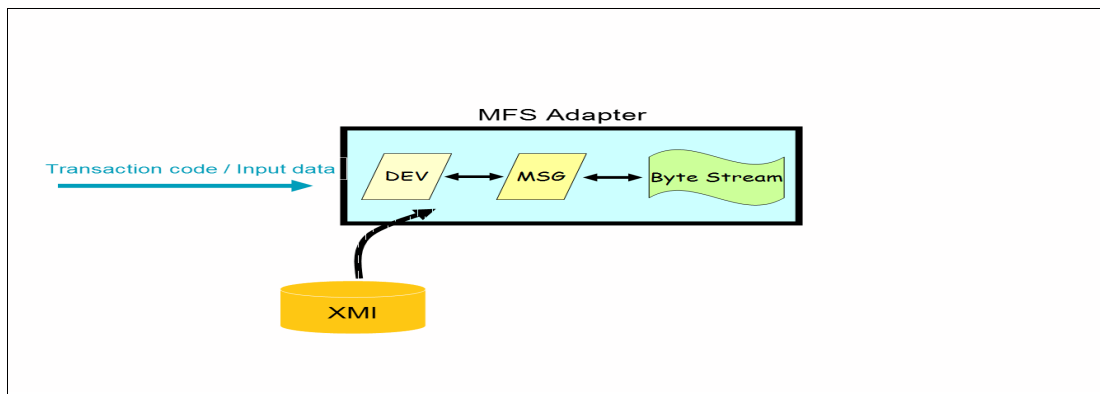 MFS Adapter
Transaction code / Input data
DEV
MSG
Byte Stream
XMI